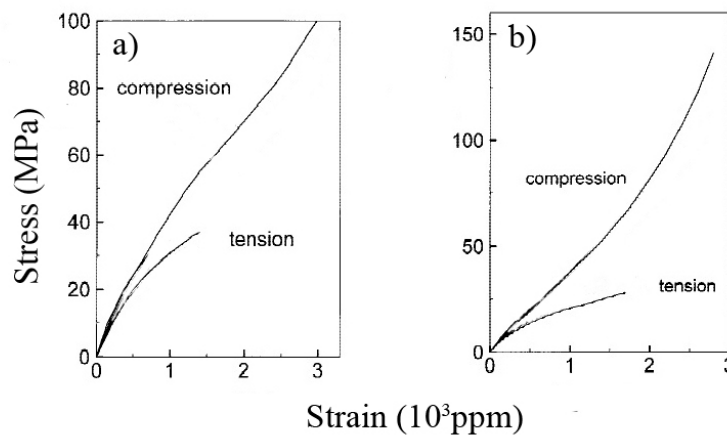 a)
100
80
60
40
20
0
compression
tension
0 1 2 3
b)
150
100
50
0
compression
tension
0 1 2 3
Stress (MPa)
Strain (10³ppm)